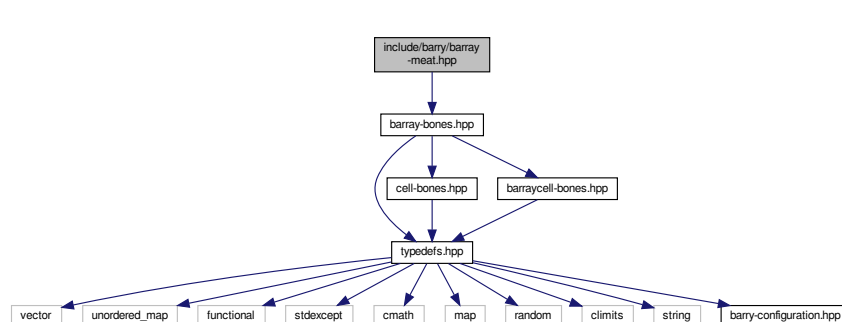 include/barry/barray
-meat.hpp
barray-bones.hpp
cell-bones.hpp
barraycell-bones.hpp
typedefs.hpp
vector
unordered_map
functional
stdexcept
cmath
map
random
climits
string
barry-configuration.hpp